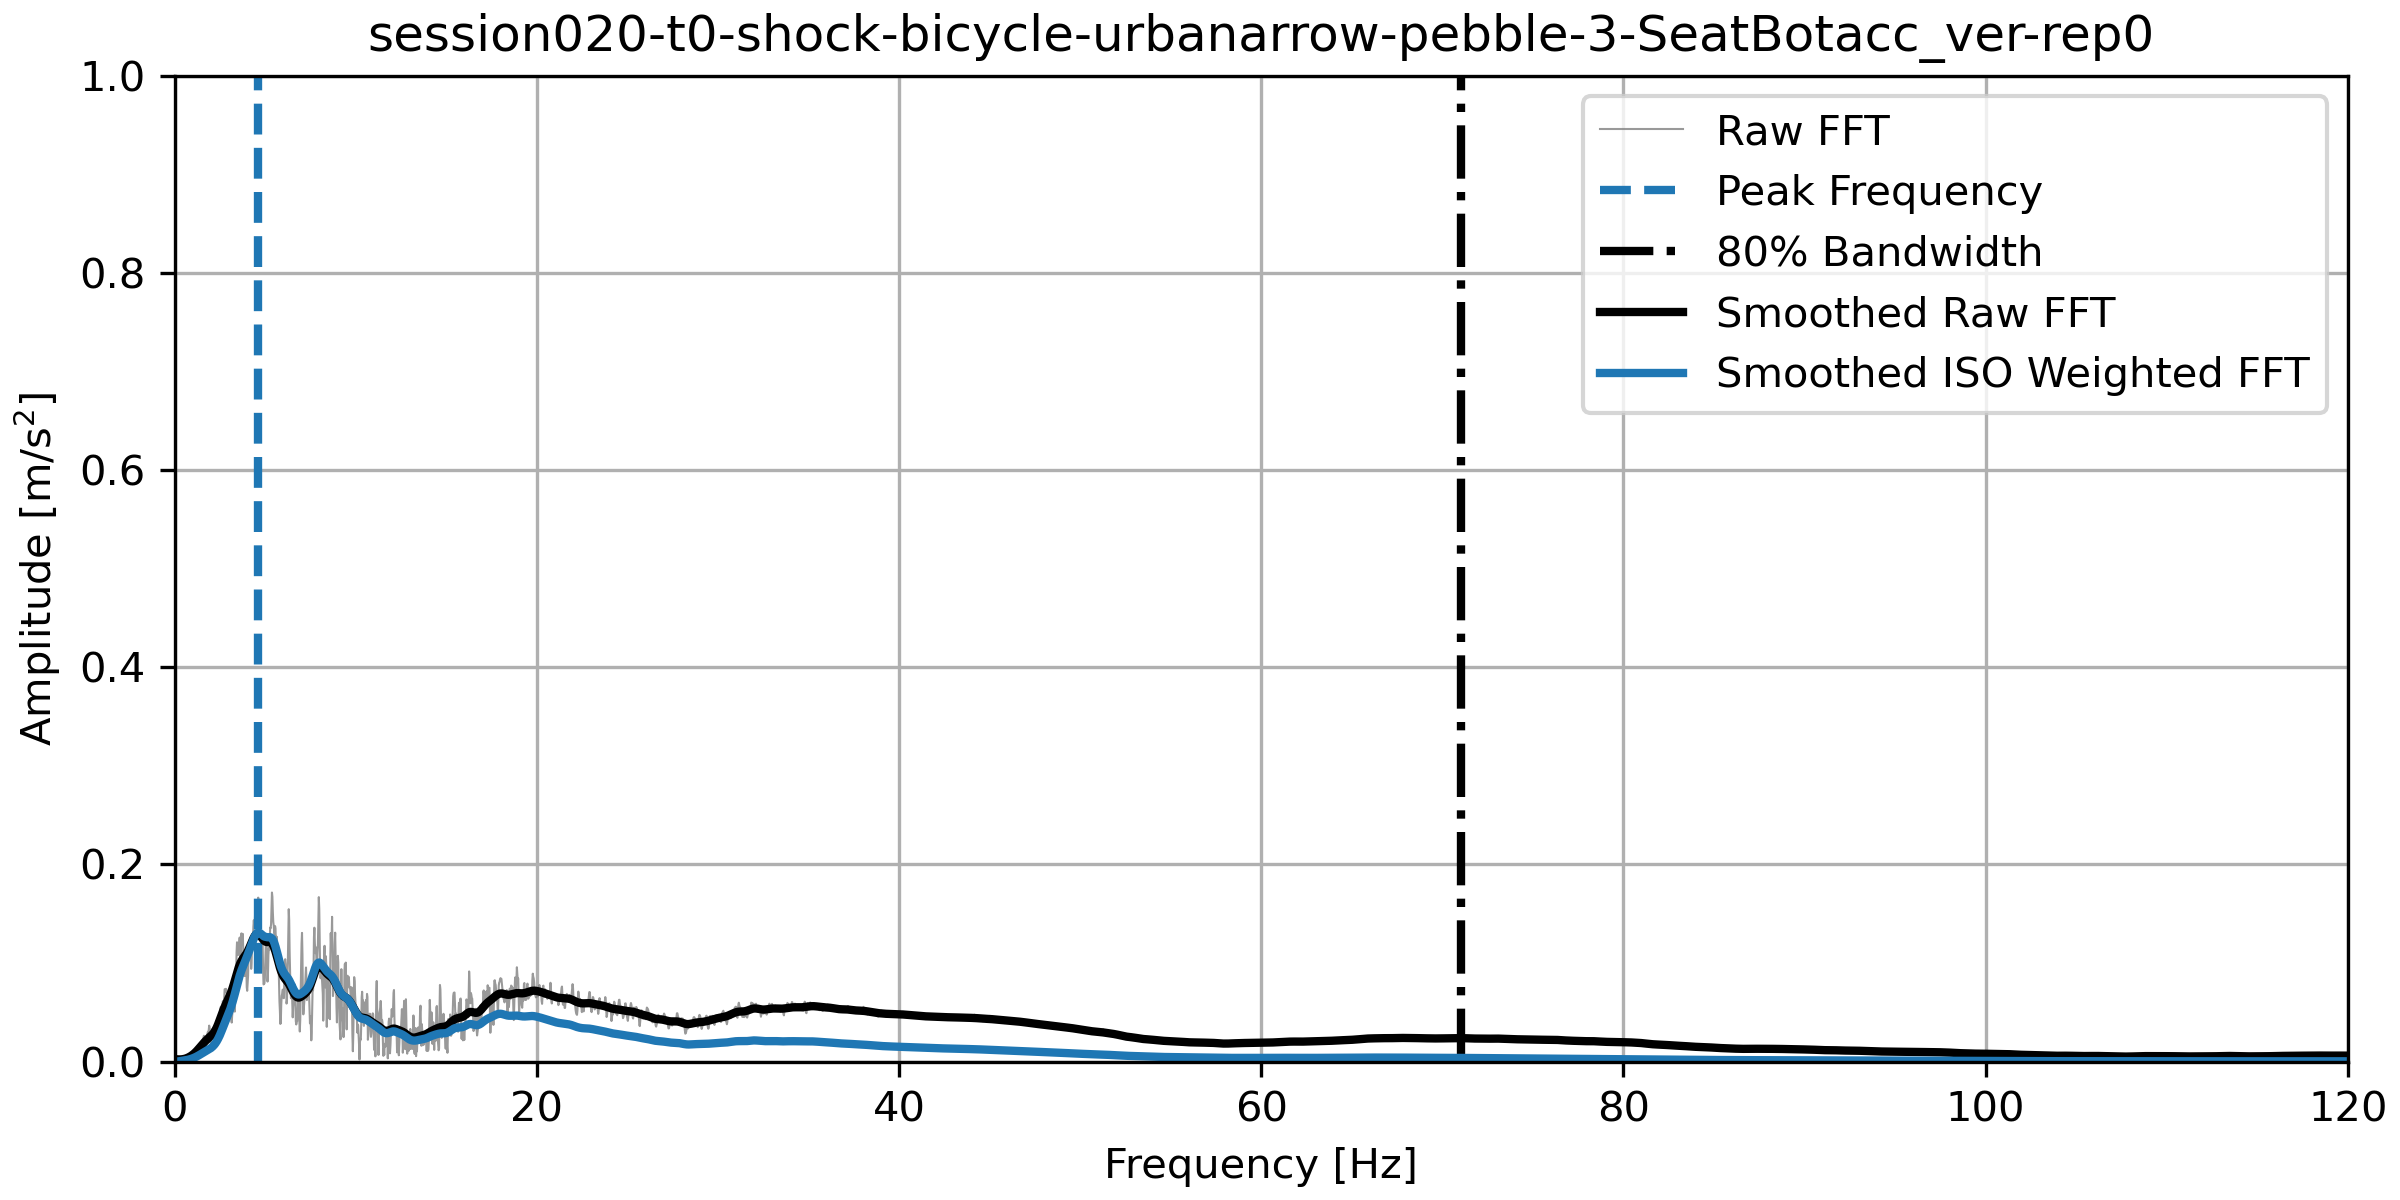 session020-t0-shock-bicycle-urbanarrow-pebble-3-SeatBotacc_ver-rep0
1.0
0.8
0.6
0.4
0.2
0.0
Amplitude [m/s²]
Raw FFT
Peak Frequency
80% Bandwidth
Smoothed Raw FFT
Smoothed ISO Weighted FFT
0 20 40 60 80 100 120
Frequency [Hz]